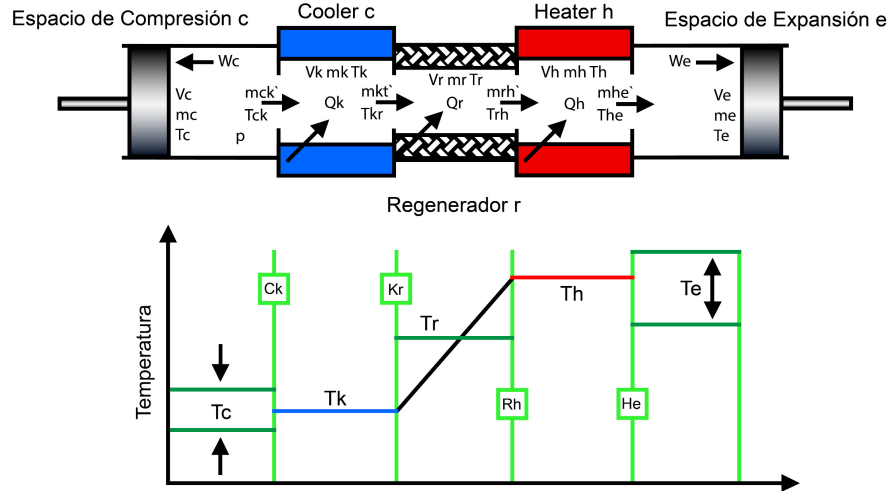 Espacio de Compresión c
Cooler c
Heater h
Espacio de Expansión e
Wc
Vk mk Tk
Vr mr Tr
Vh mh Th
We
Vc
mc
Tc
p
mck`
Tck
Qk
mkt`
Tkr
Qr
mrh`
Trh
Qh
mhe`
The
Ve
me
Te
Regenerador r
Temperatura
Ck
Kr
Te
Th
Tr
Tk
Tc
Rh
He